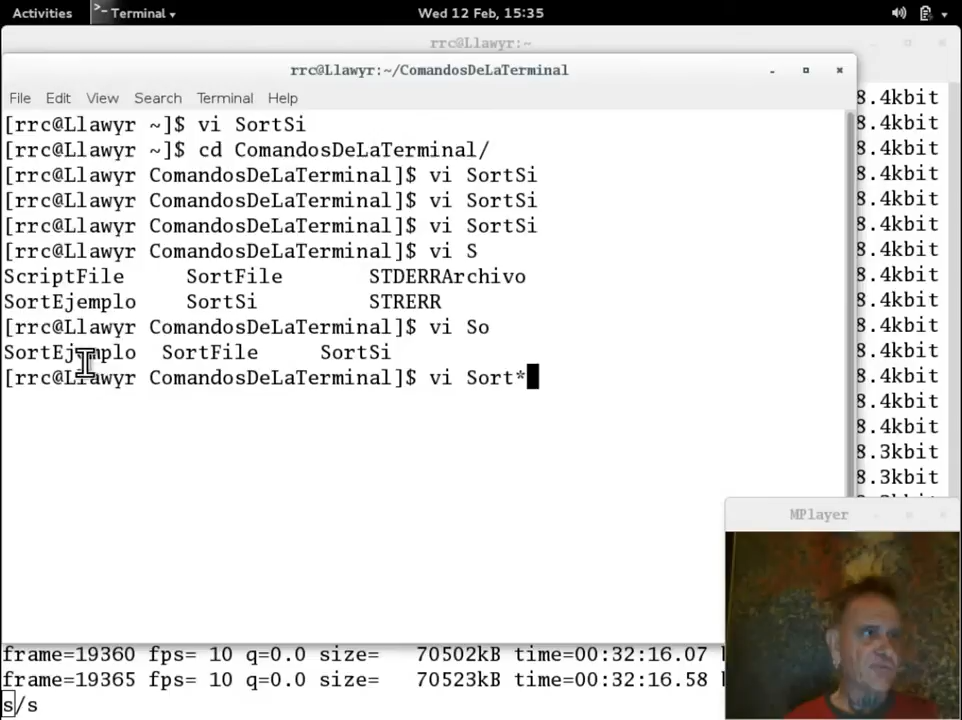 Activities
Terminal
Wed 12 Feb, 15:35
rrc@Llawyr:~
rrc@Llawyr:~/ComandosDeLaTerminal
File Edit View Search Terminal Help
[rrc@Llawyr ~]$ vi SortSi
[rrc@Llawyr ~]$ cd ComandosDeLaTerminal/
[rrc@Llawyr ComandosDeLaTerminal]$ vi SortSi
[rrc@Llawyr ComandosDeLaTerminal]$ vi SortSi
[rrc@Llawyr ComandosDeLaTerminal]$ vi SortSi
[rrc@Llawyr ComandosDeLaTerminal]$ vi S
ScriptFile SortFile STDERRArchivo
SortEjemplo SortSi STRERR
[rrc@Llawyr ComandosDeLaTerminal]$ vi So
SortEjemplo SortFile SortSi
[rrc@Llawyr ComandosDeLaTerminal]$ vi Sort*
8.4kbit
8.4kbit
8.4kbit
8.4kbit
8.4kbit
8.4kbit
8.4kbit
8.4kbit
8.4kbit
8.4kbit
8.4kbit
8.4kbit
8.4kbit
8.4kbit
8.3kbit
8.3kbit
MPlayer
frame=19360 fps= 10 q=0.0 size= 70502kB time=00:32:16.07
frame=19365 fps= 10 q=0.0 size= 70523kB time=00:32:16.58
s/s